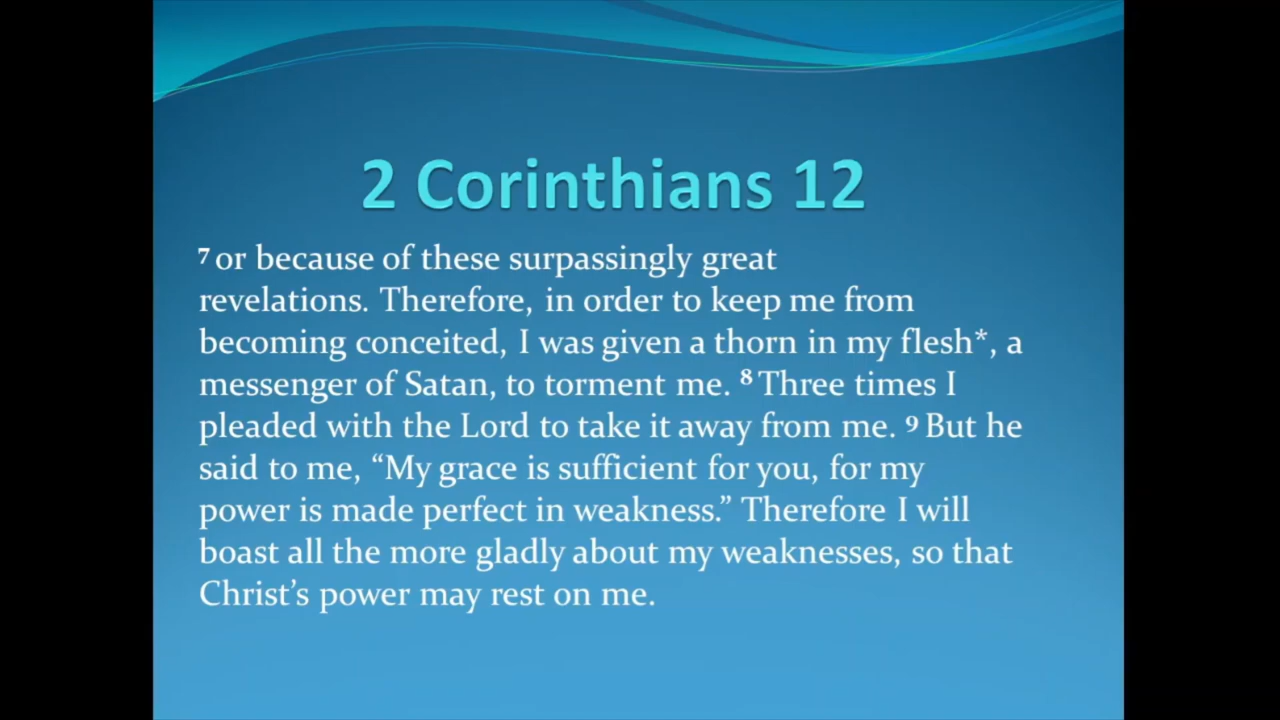 2 Corinthians 12
7 or because of these surpassingly great
revelations. Therefore, in order to keep me from
becoming conceited, I was given a thorn in my flesh*, a
messenger of Satan, to torment me. 8 Three times I
pleaded with the Lord to take it away from me. 9 But he
said to me, “My grace is sufficient for you, for my
power is made perfect in weakness.” Therefore I will
boast all the more gladly about my weaknesses, so that
Christ’s power may rest on me.